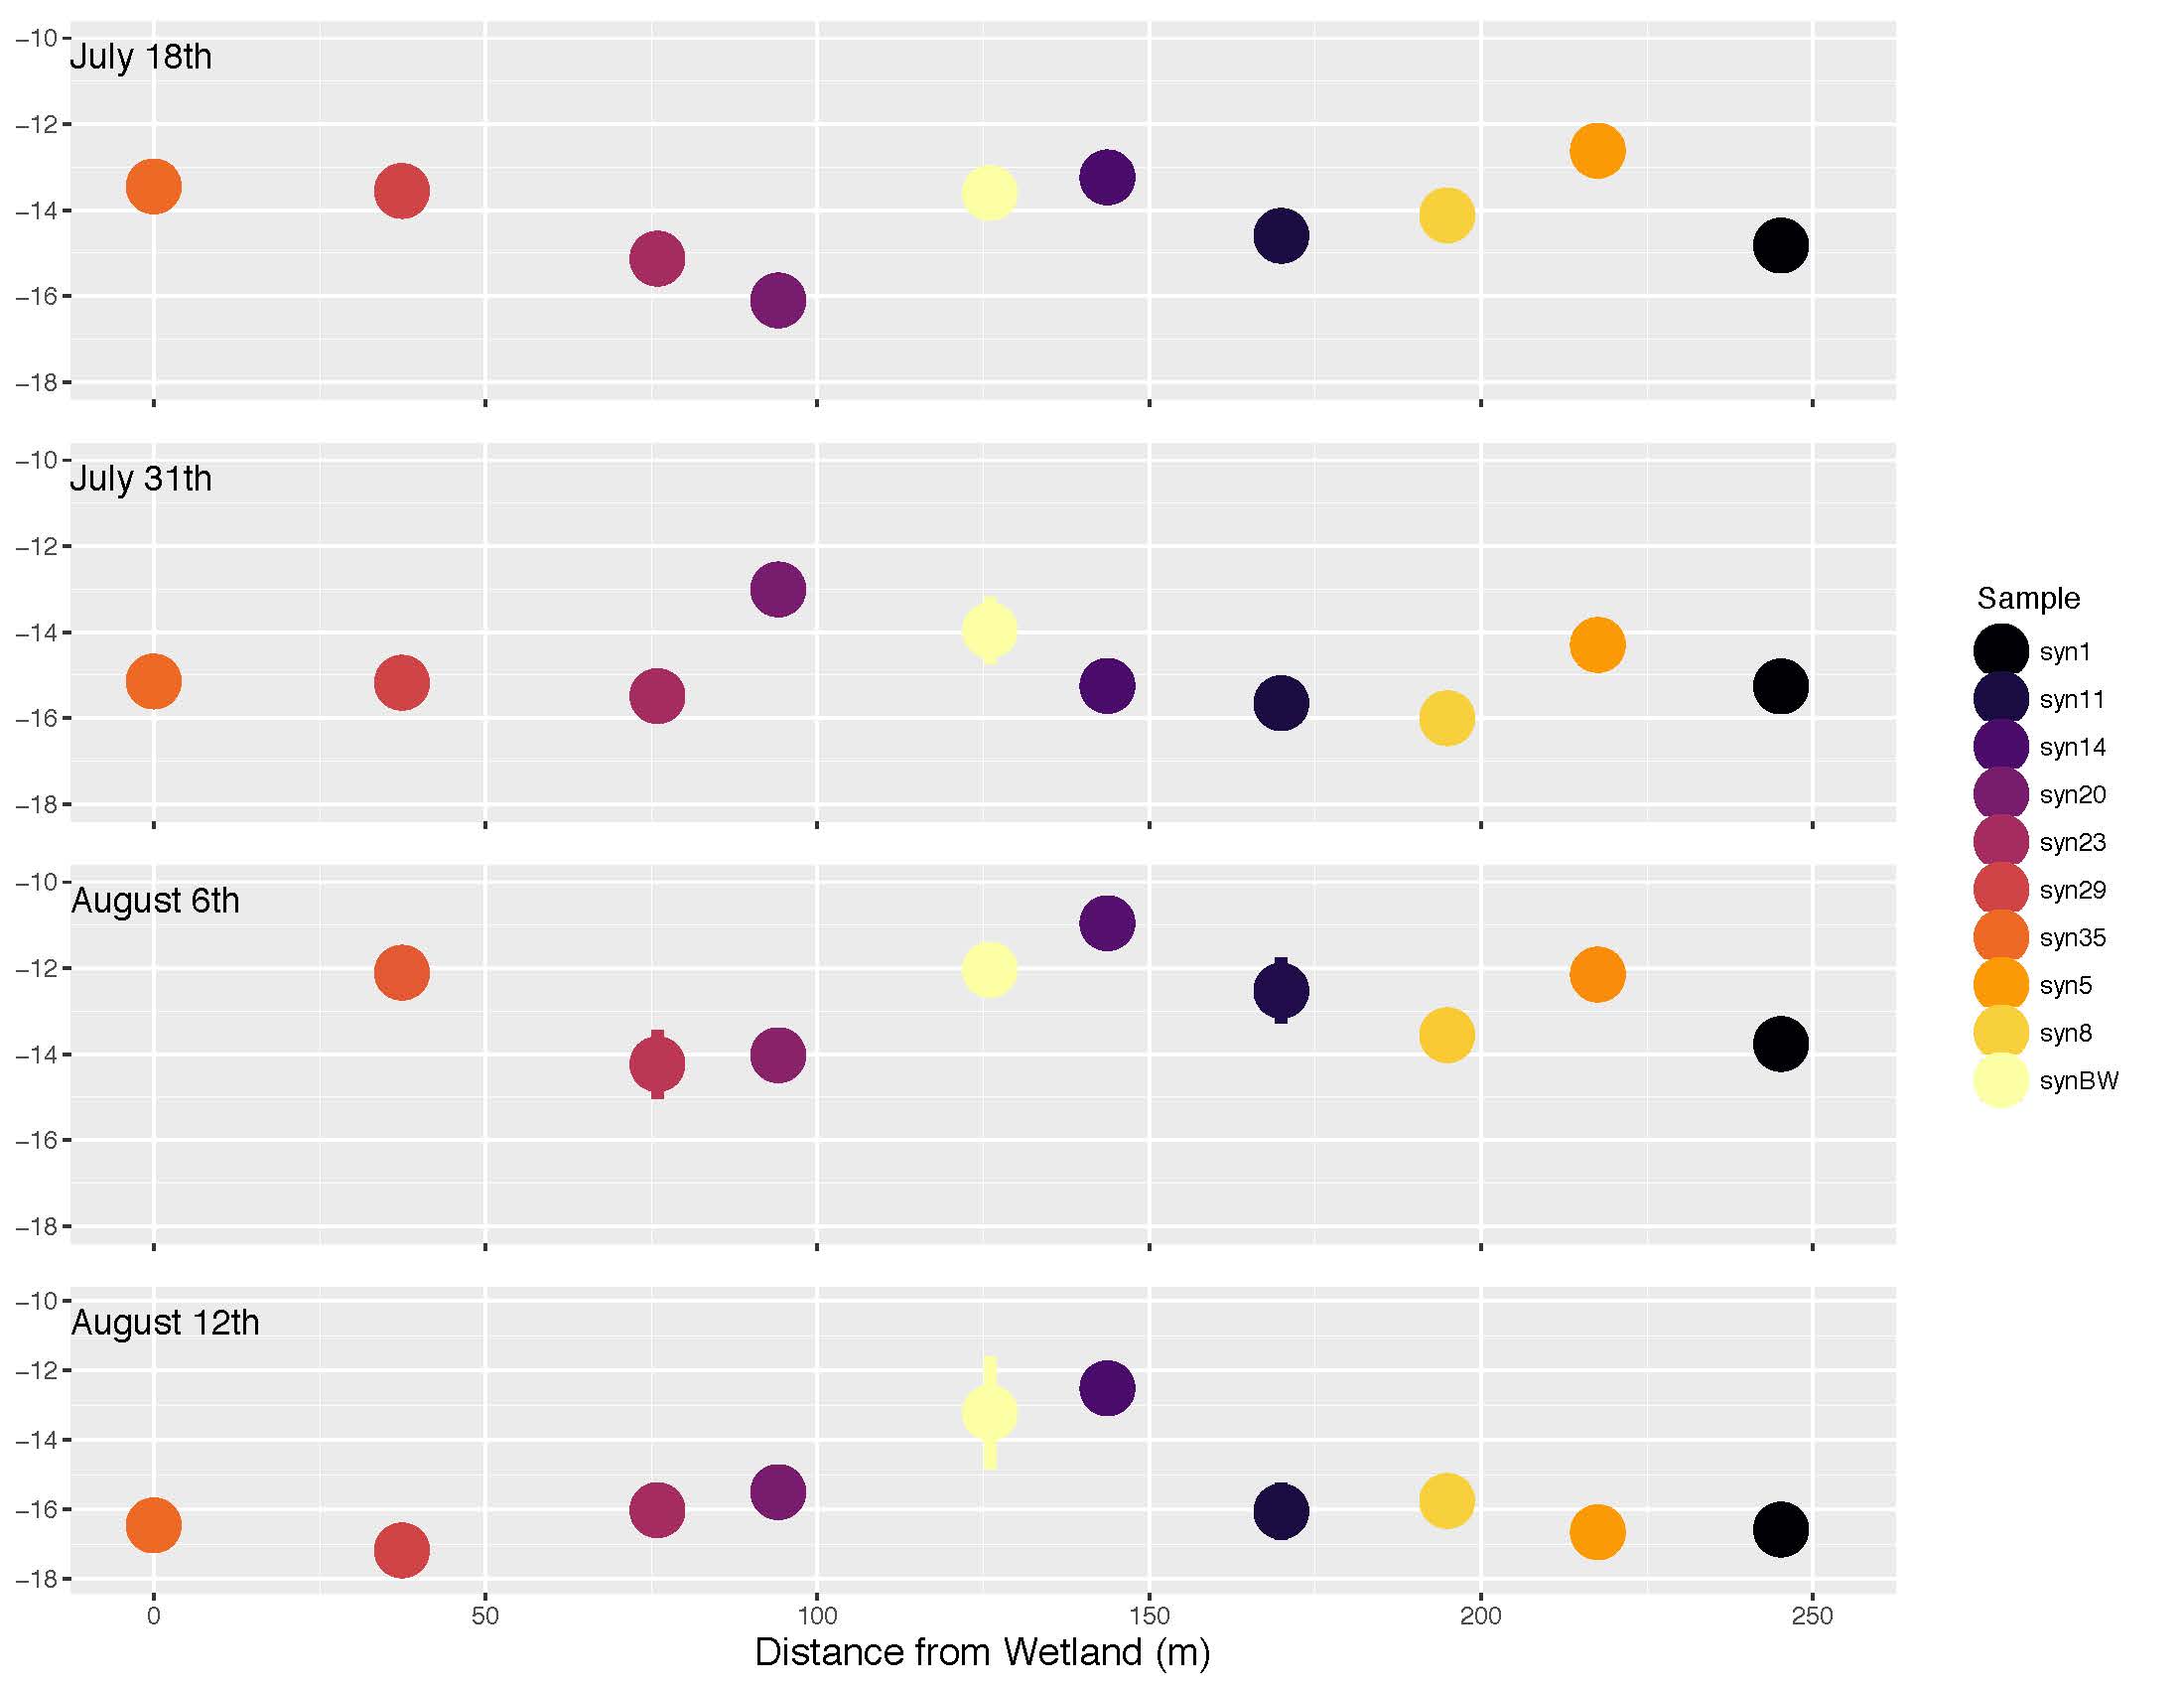 −10
July 18th
−12
−14
−16
−18
−10
July 31th
−12
−14
−16
−18
−10
August 6th
−12
−14
−16
−18
−10
August 12th
−12
−14
−16
−18
0 50 100 150 200 250
Distance from Wetland (m)
Sample
syn1
syn11
syn14
syn20
syn23
syn29
syn35
syn5
syn8
synBW